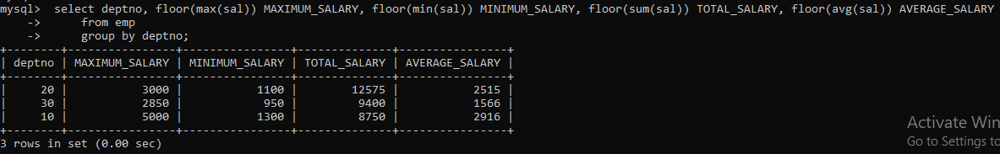 mysql>  select deptno, floor(max(sal)) MAXIMUM_SALARY, floor(min(sal)) MINIMUM_SALARY, floor(sum(sal)) TOTAL_SALARY, floor(avg(sal)) AVERAGE_SALARY
    ->      from emp
    ->      group by deptno;
+--------+----------------+----------------+--------------+----------------+
| deptno | MAXIMUM_SALARY | MINIMUM_SALARY | TOTAL_SALARY | AVERAGE_SALARY |
+--------+----------------+----------------+--------------+----------------+
|     20 |           3000 |           1100 |        12575 |           2515 |
|     30 |           2850 |            950 |         9400 |           1566 |
|     10 |           5000 |           1300 |         8750 |           2916 |
+--------+----------------+----------------+--------------+----------------+
3 rows in set (0.00 sec)
Activate Win
Go to Settings to